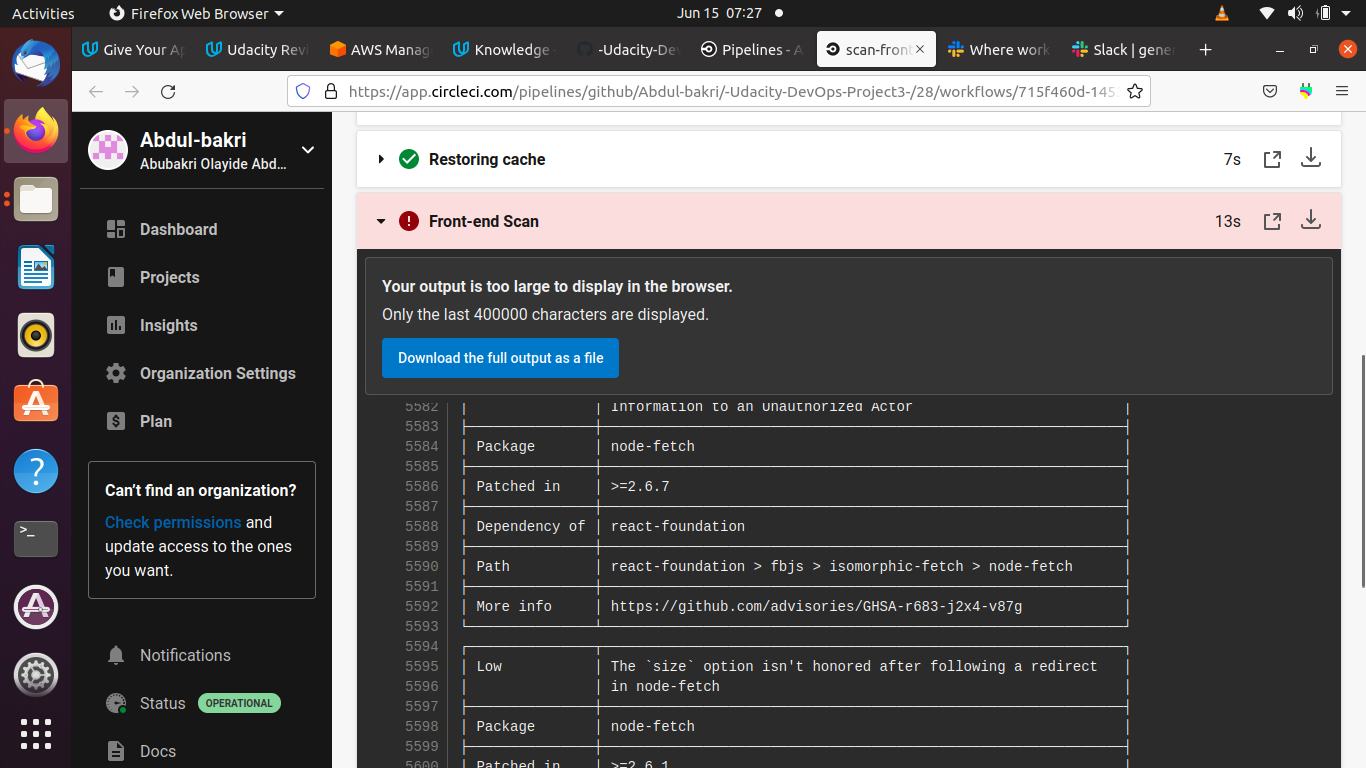 Activities
Firefox Web Browser
Jun 15 07:27
Give Your Ap
Udacity Revi
AWS Manag
Knowledge -
-Udacity-Dev
Pipelines - A
scan-front
Where work
Slack | gener
https://app.circleci.com/pipelines/github/Abdul-bakri/-Udacity-DevOps-Project3-/28/workflows/715f460d-145
Abdul-bakri
Abubakri Olayide Abd...
Dashboard
Projects
Insights
Organization Settings
Plan
Can't find an organization?
Check permissions and
update access to the ones
you want.
Notifications
Status OPERATIONAL
Docs
Restoring cache 7s
Front-end Scan 13s
Your output is too large to display in the browser.
Only the last 400000 characters are displayed.
Download the full output as a file
5582 Information to an Unauthorized Actor
5583
5584 Package node-fetch
5585
5586 Patched in >=2.6.7
5587
5588 Dependency of react-foundation
5589
5590 Path react-foundation > fbjs > isomorphic-fetch > node-fetch
5591
5592 More info https://github.com/advisories/GHSA-r683-j2x4-v87g
5593
5594
5595 Low The `size` option isn't honored after following a redirect
5596 in node-fetch
5597
5598 Package node-fetch
5599
5600 Patched in >=2.6.1